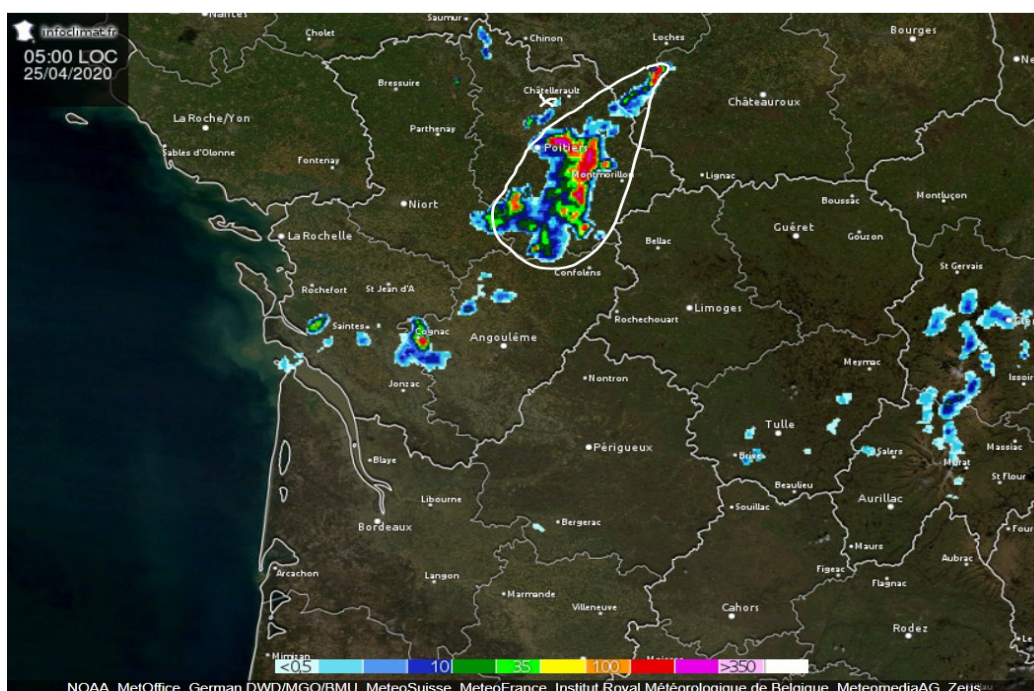 Nantes
Saumur
infoclimat.fr
Cholet
Chinon
Loches
Bourges
05:00 LOC
25/04/2020
Bressuire
Châtellerault
Châteauroux
La Roche/Yon
Parthenay
Poitiers
Sables d'Olonne
Fontenay
Montmorillon
Lignac
Montluçon
Niort
Boussac
La Rochelle
Guéret
Gouzon
Bellac
Confolens
St Gervais
Rochefort
St Jean d'A
Limoges
Rochechouart
Saintes
Cognac
Angoulême
Meymac
Issoir
Jonzac
Nontron
Tulle
Périgueux
Brive
Salers
Massiac
Murat
Blaye
St Flour
Beaulieu
Libourne
Aurillac
Souillac
Bergerac
Bordeaux
Maurs
Aubrac
Arcachon
Langon
Figeac
Flagnac
Marmande
Villeneuve
Cahors
Rodez
Mimizan
<0.5 10 35 100 >350
NOAA, MetOffice, German DWD/MGO/BMU, MeteoSuisse, MeteoFrance, Institut Royal Météorologique de Belgique, MeteomediaAG, Zeus